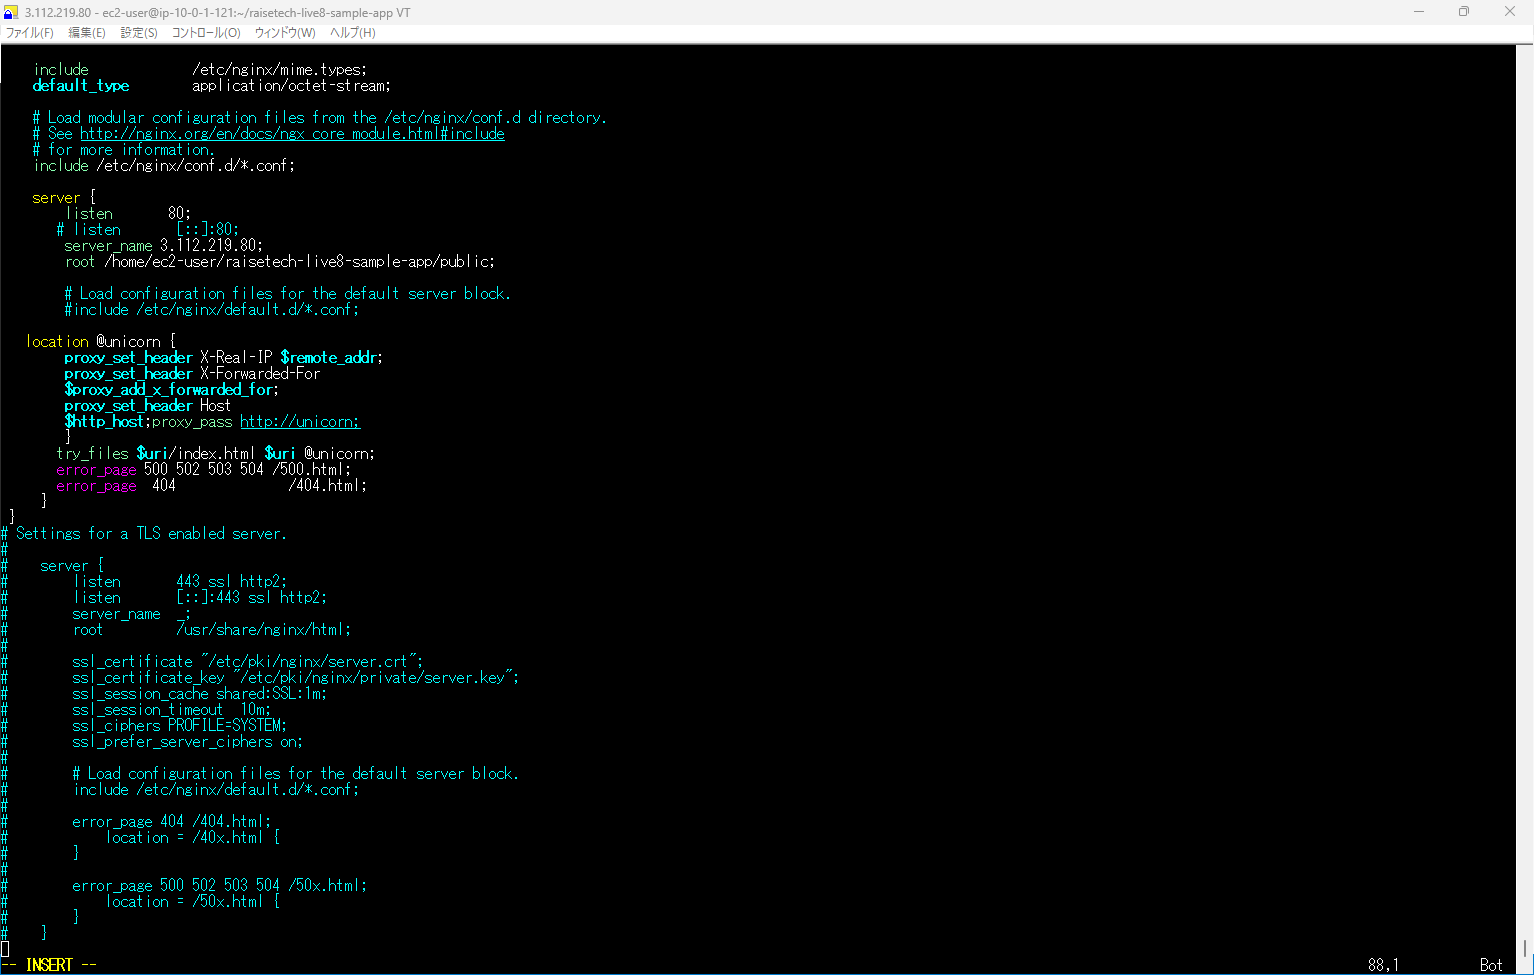 3.112.219.80 - ec2-user@ip-10-0-1-121:~/raisetech-live8-sample-app VT
ファイル(F) 編集(E) 設定(S) コントロール(O) ウィンドウ(W) ヘルプ(H)
    include             /etc/nginx/mime.types;
    default_type        application/octet-stream;

    # Load modular configuration files from the /etc/nginx/conf.d directory.
    # See http://nginx.org/en/docs/ngx_core_module.html#include
    # for more information.
    include /etc/nginx/conf.d/*.conf;

    server {
        listen       80;
       # listen       [::]:80;
        server_name 3.112.219.80;
        root /home/ec2-user/raisetech-live8-sample-app/public;

        # Load configuration files for the default server block.
        #include /etc/nginx/default.d/*.conf;

   location @unicorn {
        proxy_set_header X-Real-IP $remote_addr;
        proxy_set_header X-Forwarded-For
        $proxy_add_x_forwarded_for;
        proxy_set_header Host
        $http_host;proxy_pass http://unicorn;
        }
       try_files $uri/index.html $uri @unicorn;
       error_page 500 502 503 504 /500.html;
       error_page  404              /404.html;
     }
 }
# Settings for a TLS enabled server.
#
#    server {
#        listen       443 ssl http2;
#        listen       [::]:443 ssl http2;
#        server_name  _;
#        root         /usr/share/nginx/html;
#
#        ssl_certificate "/etc/pki/nginx/server.crt";
#        ssl_certificate_key "/etc/pki/nginx/private/server.key";
#        ssl_session_cache shared:SSL:1m;
#        ssl_session_timeout  10m;
#        ssl_ciphers PROFILE=SYSTEM;
#        ssl_prefer_server_ciphers on;
#
#        # Load configuration files for the default server block.
#        include /etc/nginx/default.d/*.conf;
#
#        error_page 404 /404.html;
#            location = /40x.html {
#        }
#
#        error_page 500 502 503 504 /50x.html;
#            location = /50x.html {
#        }
#    }
-- INSERT -- 88,1 Bot